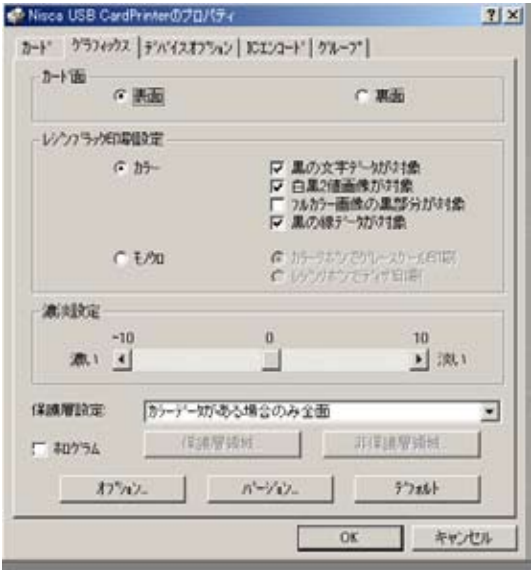 Nisca USB CardPrinterのプロパティ
カード グラフィックス デバイスオプション ICエンコード グループ
カード面
表面 裏面
レジンブラック印刷設定
カラー 黒の文字データが対象
白黒2値画像が対象
フルカラー画像の黒部分が対象
黒の線データが対象
モノクロ カラーリボンでグレースケール印刷
レジンリボンでディザ印刷
濃淡設定
-10 0 10
濃い 淡い
保護層設定: カラーデータがある場合のみ全面
ホログラム 保護層領域... 非保護層領域...
オプション... バージョン... デフォルト
OK キャンセル